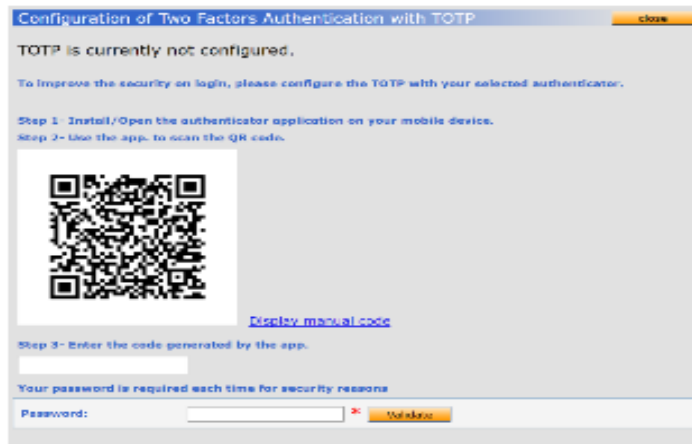 Configuration of Two Factors Authentication with TOTP
close
TOTP is currently not configured.
To improve the security on login, please configure the TOTP with your selected authenticator.
Step 1- Install/Open the authenticator application on your mobile device.
Step 2- Use the app. to scan the QR code.
Display manual code
Step 3- Enter the code generated by the app.
Your password is required each time for security reasons
Password: * Validate